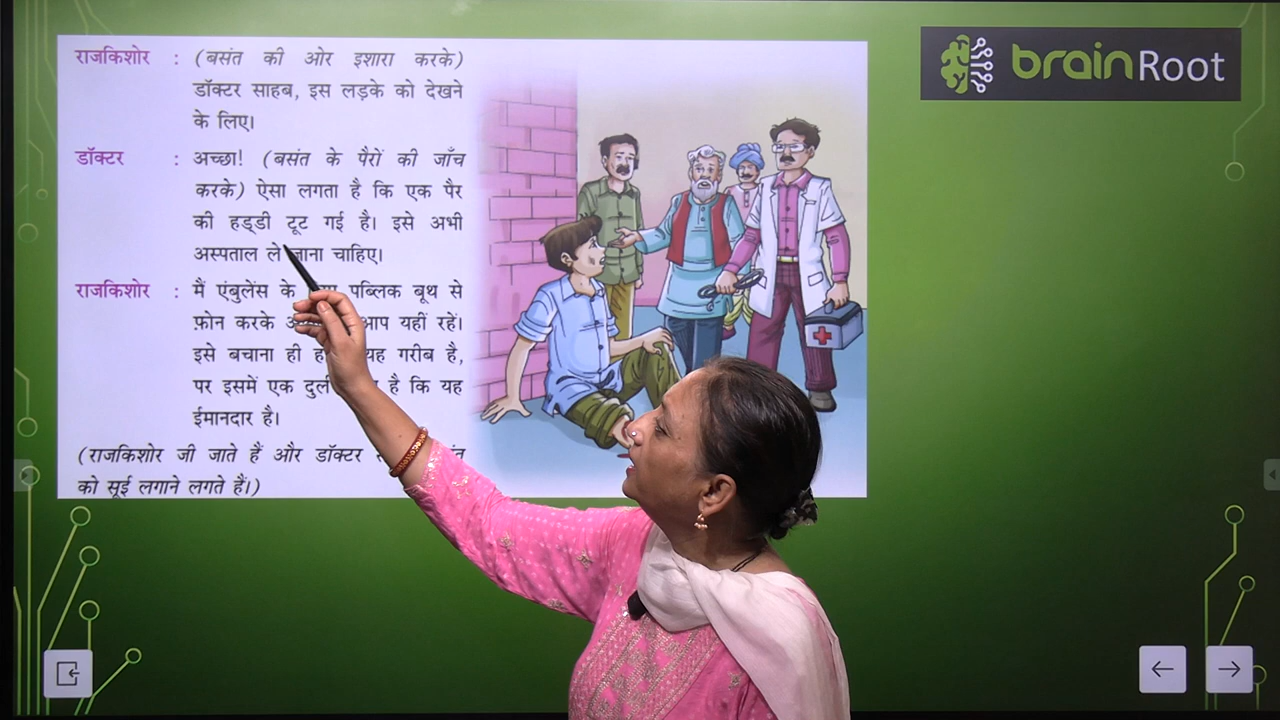 राजकिशोर : (बसंत की ओर इशारा करके)
डॉक्टर साहब, इस लड़के को देखने
के लिए।
डॉक्टर : अच्छा! (बसंत के पैरों की जाँच
करके) ऐसा लगता है कि एक पैर
की हड्डी टूट गई है। इसे अभी
अस्पताल ले जाना चाहिए।
राजकिशोर : मैं एंबुलेंस के पब्लिक बूथ से
फ़ोन करके आप यहीं रहें।
इसे बचाना ही यह गरीब है,
पर इसमें एक है कि यह
ईमानदार है।
(राजकिशोर जी जाते हैं और डॉक्टर
को सूई लगाने लगते हैं।)
brainRoot